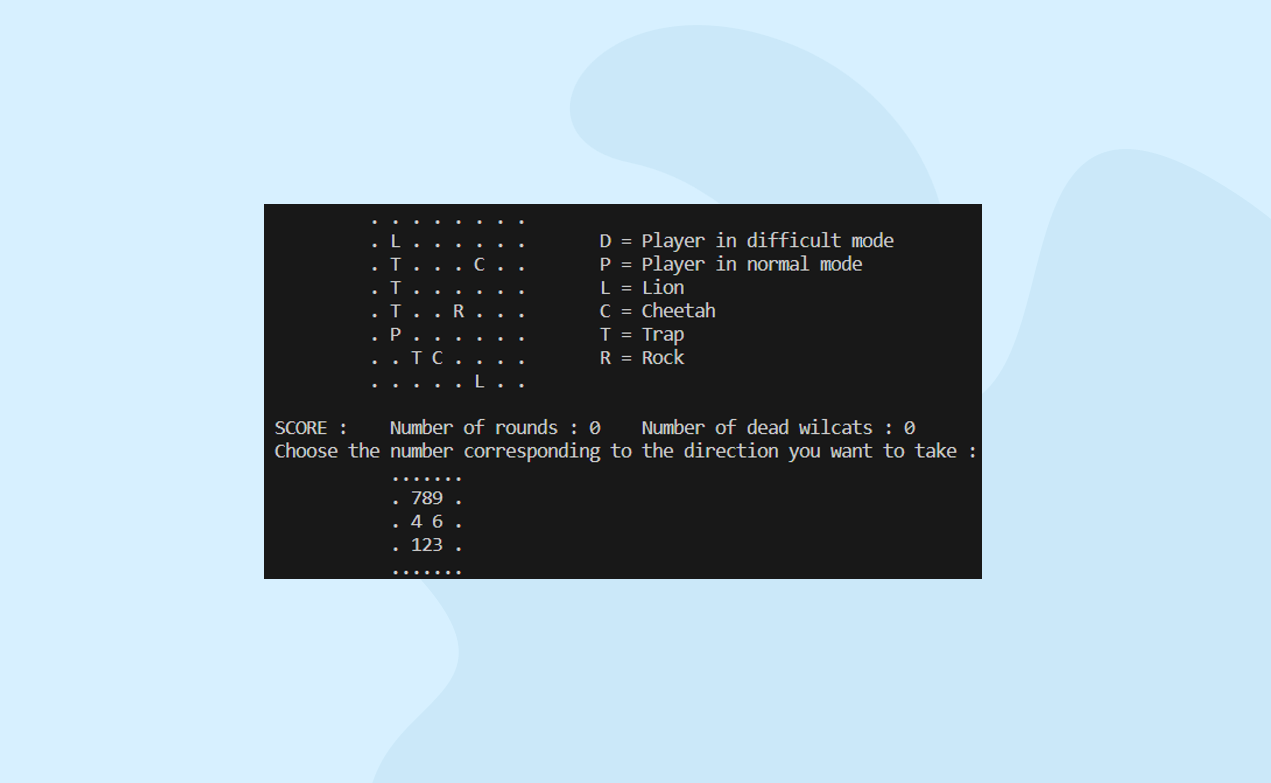 . . . . . . . .
. L . . . . . . D = Player in difficult mode
. T . . . C . . P = Player in normal mode
. T . . . . . . L = Lion
. T . . R . . . C = Cheetah
. P . . . . . . T = Trap
. . T C . . . . R = Rock
. . . . . L . .
SCORE : Number of rounds : 0 Number of dead wilcats : 0
Choose the number corresponding to the direction you want to take :
.......
. 789 .
. 4 6 .
. 123 .
.......